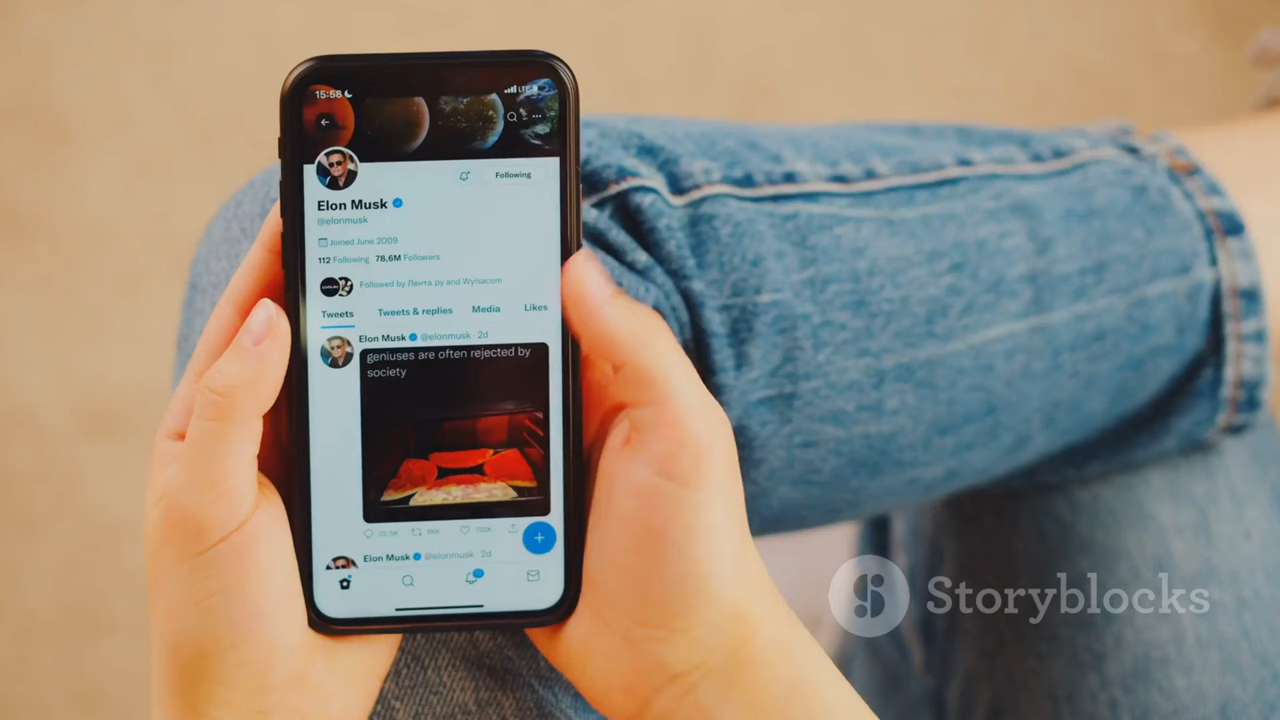 15:58 LTE
Following
Elon Musk
@elonmusk
Joined June 2009
112 Following 78,6M Followers
Followed by Лента.ру and Wylsacom
Tweets Tweets & replies Media Likes
Elon Musk @elonmusk · 2d
geniuses are often rejected by
society
Elon Musk @elonmusk · 2d
Storyblocks